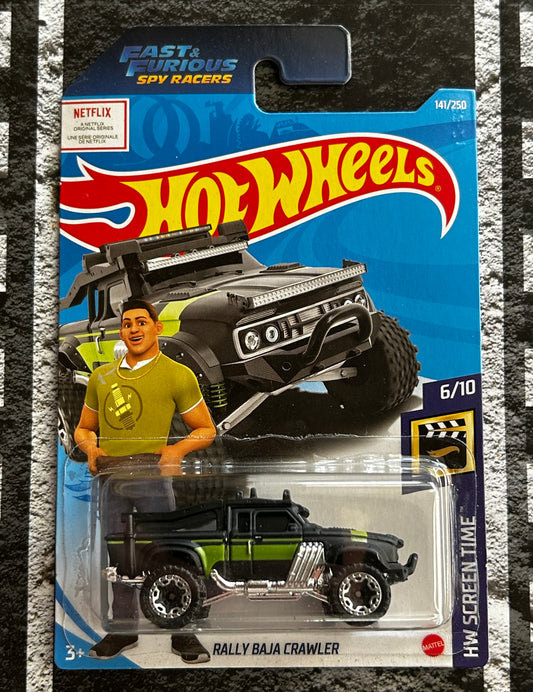 FAST &
FURIOUS
SPY RACERS
NETFLIX
A NETFLIX
ORIGINAL SERIES
UNE SÉRIE ORIGINALE
DE NETFLIX
141/250
HOT WHEELS®
6/10
HW SCREEN TIME™
3+
RALLY BAJA CRAWLER
MATTEL